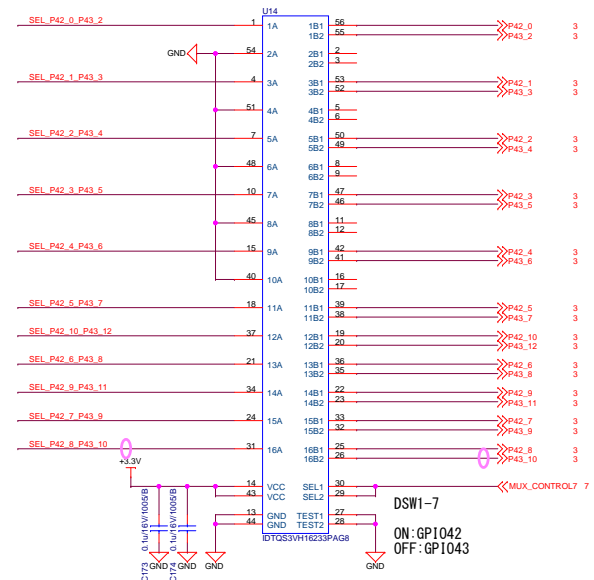 U14
SEL_P42_0_P43_2 1 1A 1B1 56 P42_0 3
1B2 55 P43_2 3
GND 54 2A 2B1 2
2B2 3
SEL_P42_1_P43_3 4 3A 3B1 53 P42_1 3
3B2 52 P43_3 3
51 4A 4B1 5
4B2 6
SEL_P42_2_P43_4 7 5A 5B1 50 P42_2 3
5B2 49 P43_4 3
48 6A 6B1 8
6B2 9
SEL_P42_3_P43_5 10 7A 7B1 47 P42_3 3
7B2 46 P43_5 3
45 8A 8B1 11
8B2 12
SEL_P42_4_P43_6 15 9A 9B1 42 P42_4 3
9B2 41 P43_6 3
40 10A 10B1 16
10B2 17
SEL_P42_5_P43_7 18 11A 11B1 39 P42_5 3
11B2 38 P43_7 3
SEL_P42_10_P43_12 37 12A 12B1 19 P42_10 3
12B2 20 P43_12 3
SEL_P42_6_P43_8 21 13A 13B1 36 P42_6 3
13B2 35 P43_8 3
SEL_P42_9_P43_11 34 14A 14B1 22 P42_9 3
14B2 23 P43_11 3
SEL_P42_7_P43_9 24 15A 15B1 33 P42_7 3
15B2 32 P43_9 3
SEL_P42_8_P43_10 31 16A 16B1 25 P42_8 3
16B2 26 P43_10 3
+3.3V
14 VCC SEL1 30 MUX_CONTROL7 7
43 VCC SEL2 29
DSW1-7
13 GND TEST1 27
44 GND TEST2 28
ON:GPIO42
OFF:GPIO43
IDTQS3VH16233PAG8
C173 0.1u/16V/1005/B
C174 0.1u/16V/1005/B
GND GND GND GND